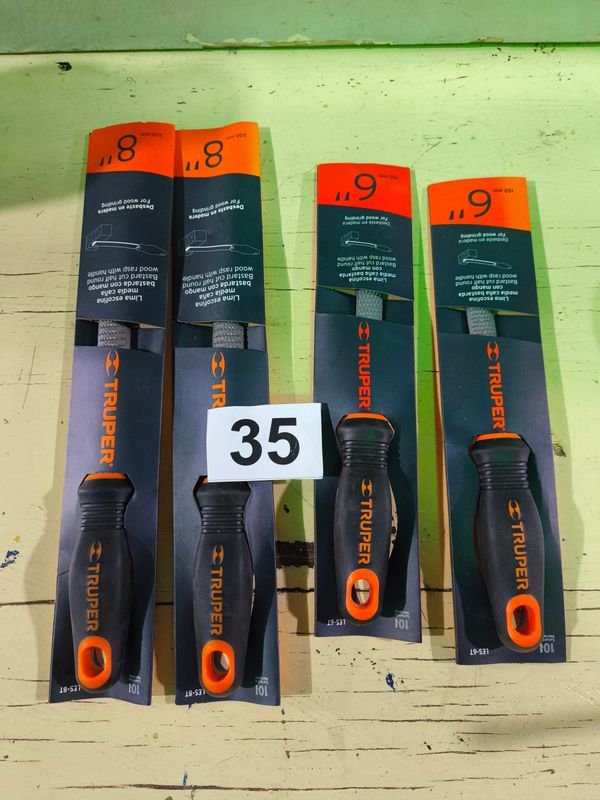 8"
200 mm
Desbaste en madera
For wood grinding
Lima escofina
media caña bastarda
con mango
Bastard cut half round
wood rasp with handle
TRUPER
TRUPER
LES-8T
8"
200 mm
Desbaste en madera
For wood grinding
Lima escofina
media caña bastarda
con mango
Bastard cut half round
wood rasp with handle
TRUPER
LES-8T
35
6"
150 mm
Desbaste en madera
For wood grinding
Lima escofina
media caña bastarda
con mango
Bastard cut half round
wood rasp with handle
TRUPER
TRUPER
LES-6T
6"
150 mm
Desbaste en madera
For wood grinding
Lima escofina
media caña bastarda
con mango
Bastard cut half round
wood rasp with handle
TRUPER
TRUPER
LES-6T